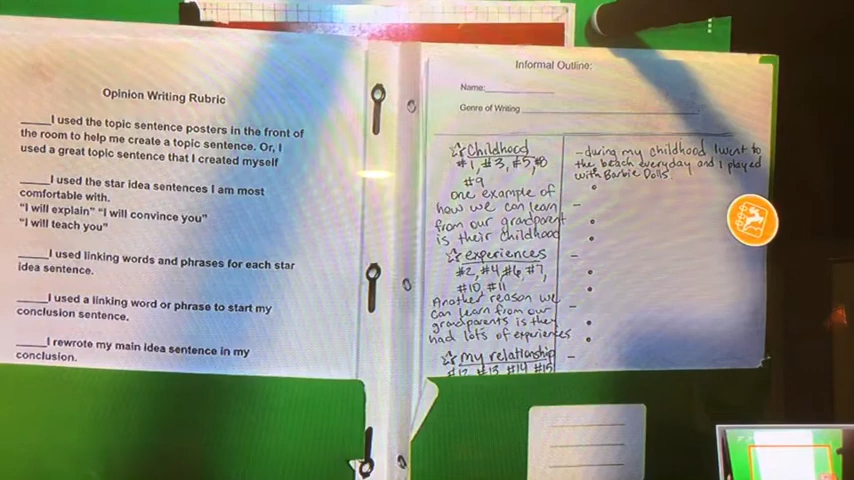 Opinion Writing Rubric
_____I used the topic sentence posters in the front of
the room to help me create a topic sentence. Or, I
used a great topic sentence that I created myself
_____I used the star idea sentences I am most
comfortable with.
"I will explain" "I will convince you"
"I will teach you"
_____I used linking words and phrases for each star
idea sentence.
_____I used a linking word or phrase to start my
conclusion sentence.
_____I rewrote my main idea sentence in my
conclusion.
Informal Outline:
Name:
Genre of Writing
Childhood
#1, #3, #5, #8
#9
one example of
how we can learn
from our grandparent
is their childhood
experiences
#2, #4, #6, #7,
#10, #11
Another reason we
can learn from our
grandparents is they
had lots of experiences
my relationship
#12 #13 #14 #15
- during my childhood I went to
the beach everyday and I played
with Barbie Dolls.